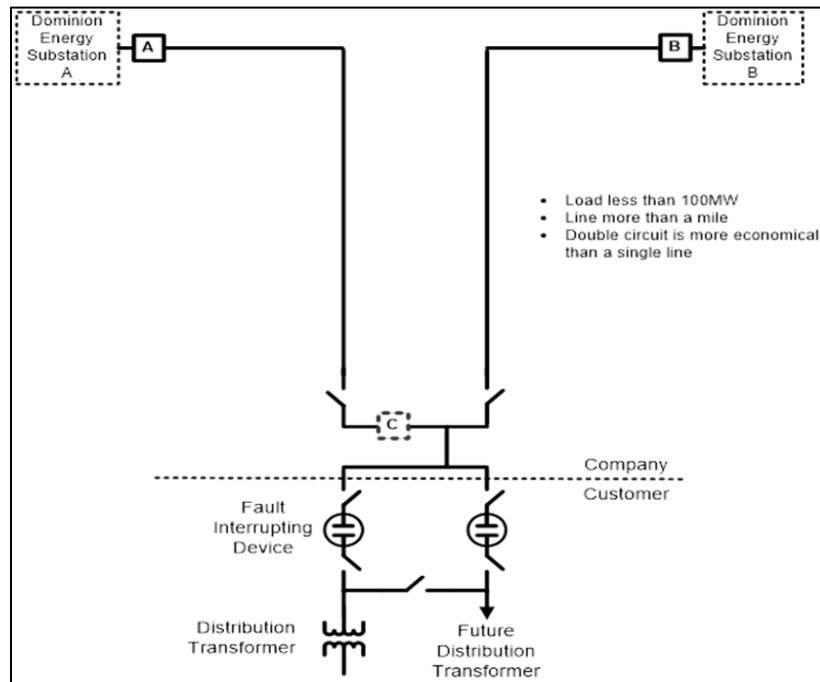 Dominion
Energy
Substation
A
A
B
Dominion
Energy
Substation
B
• Load less than 100MW
• Line more than a mile
• Double circuit is more economical
than a single line
C
Company
Customer
Fault
Interrupting
Device
Distribution
Transformer
Future
Distribution
Transformer